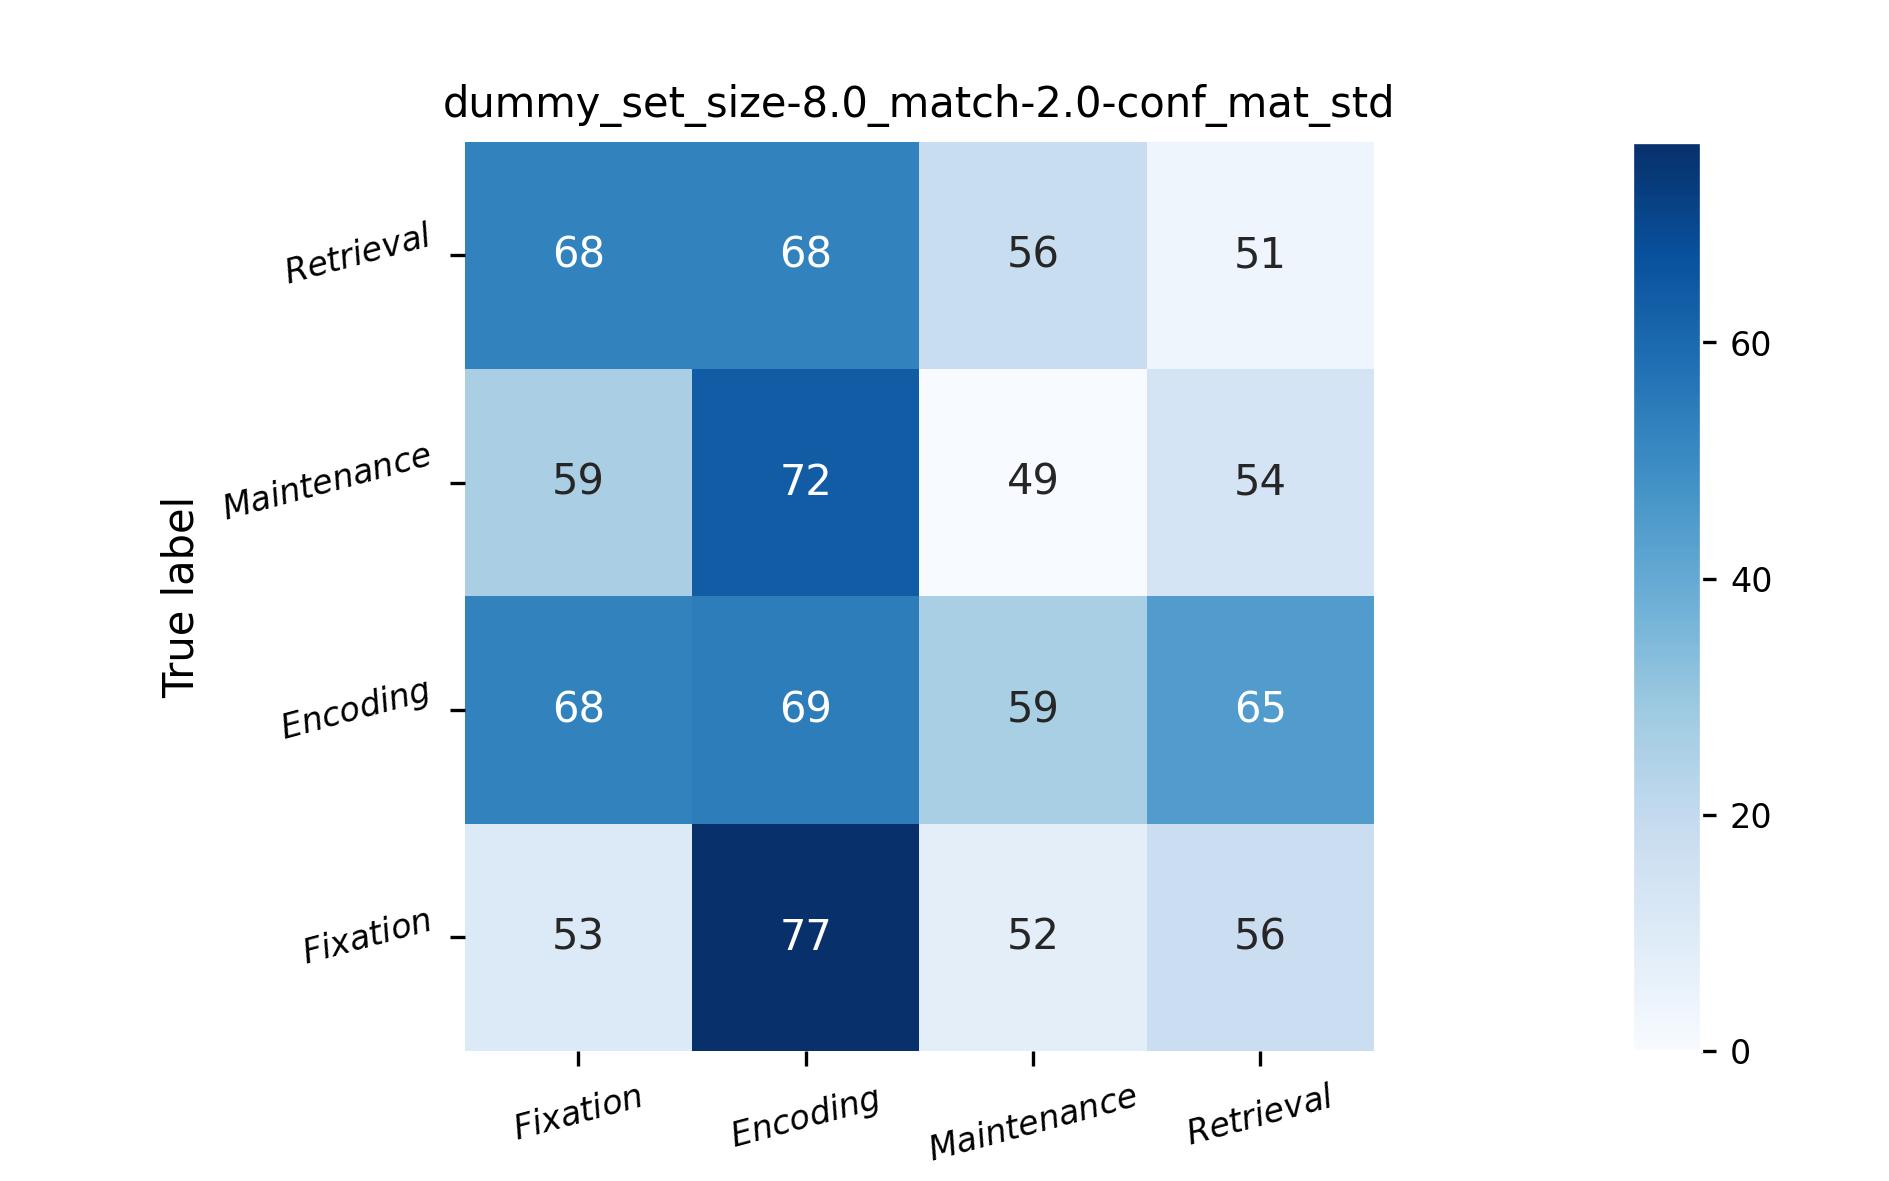 dummy_set_size-8.0_match-2.0-conf_mat_std
True label
Retrieval
68 68 56 51
Maintenance
59 72 49 54
Encoding
68 69 59 65
Fixation
53 77 52 56
Fixation Encoding Maintenance Retrieval
60
40
20
0